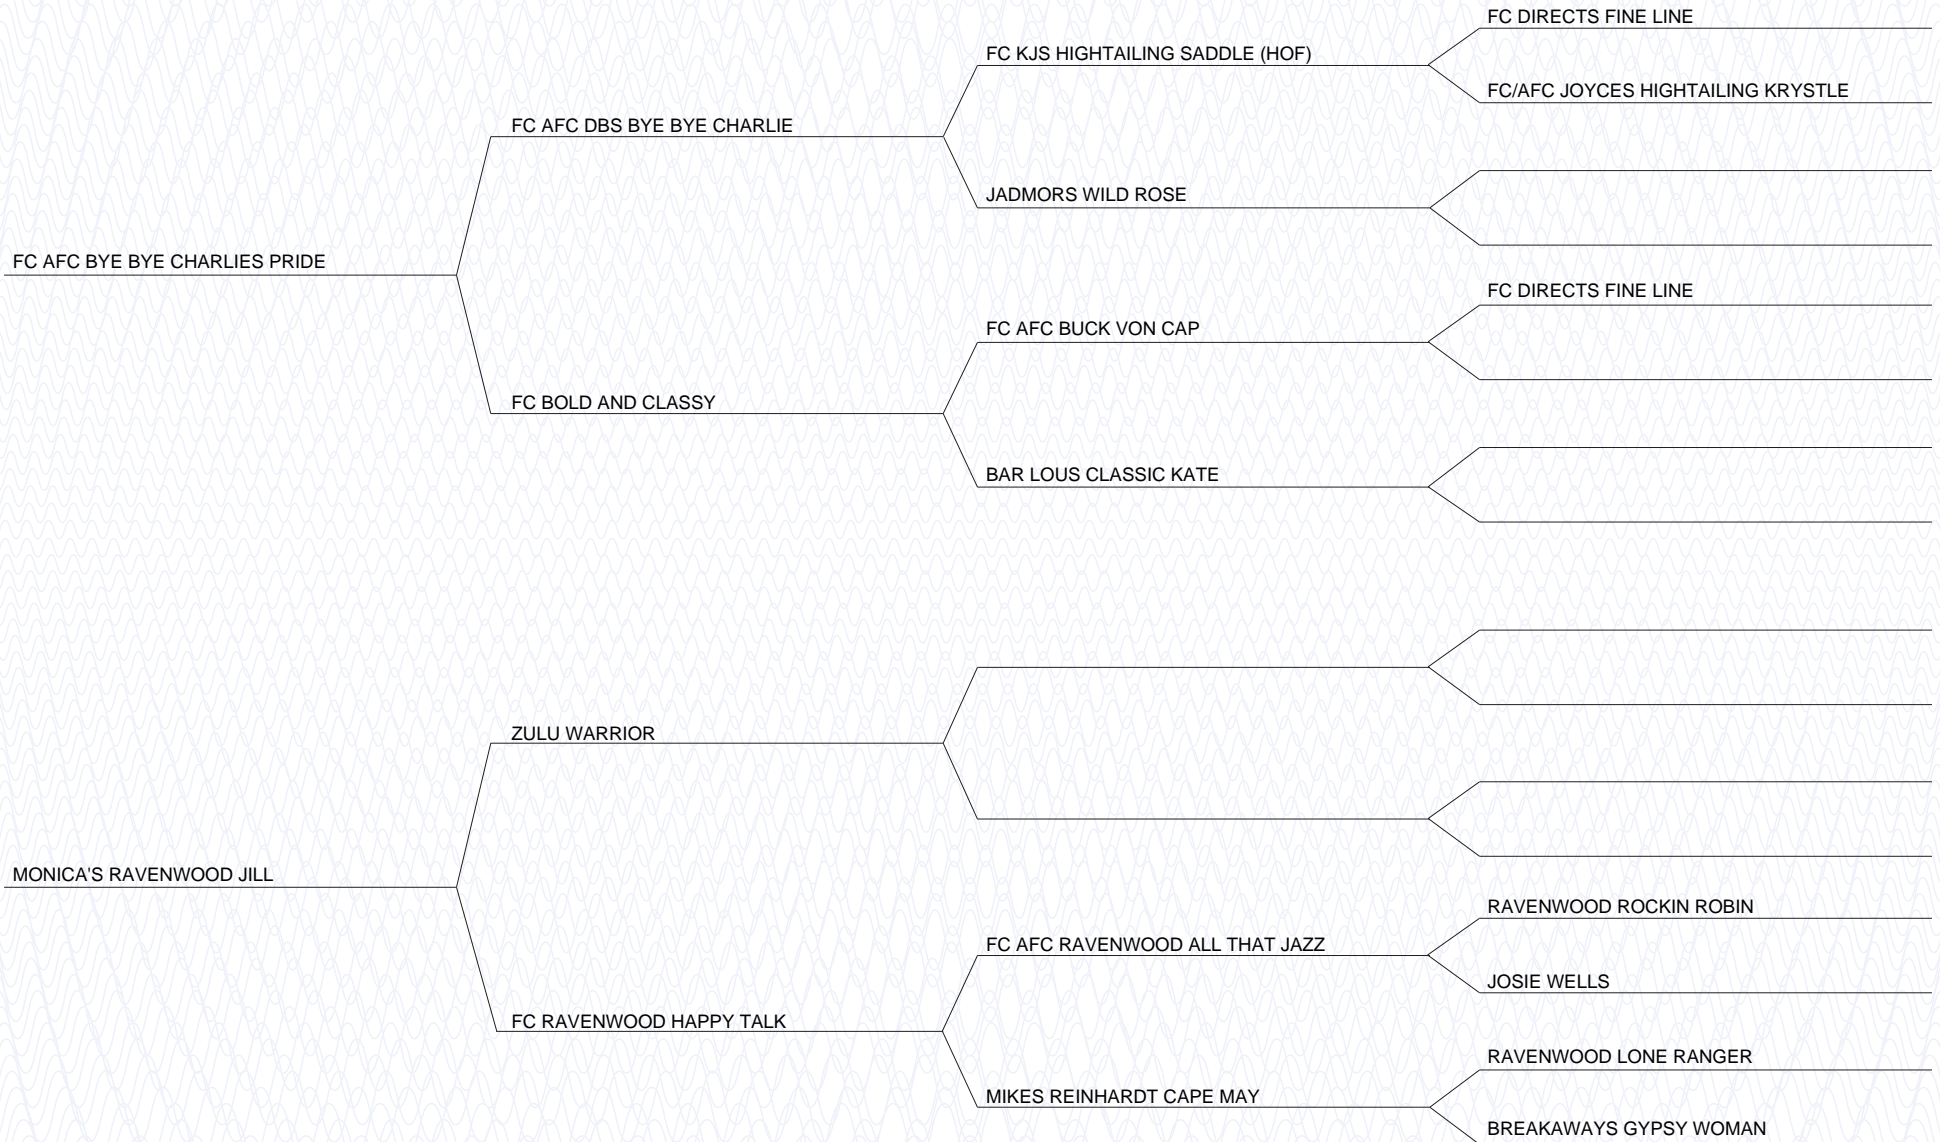 FC DIRECTS FINE LINE
FC KJS HIGHTAILING SADDLE (HOF)
FC/AFC JOYCES HIGHTAILING KRYSTLE
FC AFC DBS BYE BYE CHARLIE
JADMORS WILD ROSE
FC AFC BYE BYE CHARLIES PRIDE
FC DIRECTS FINE LINE
FC AFC BUCK VON CAP
FC BOLD AND CLASSY
BAR LOUS CLASSIC KATE
ZULU WARRIOR
MONICA'S RAVENWOOD JILL
RAVENWOOD ROCKIN ROBIN
FC AFC RAVENWOOD ALL THAT JAZZ
JOSIE WELLS
FC RAVENWOOD HAPPY TALK
RAVENWOOD LONE RANGER
MIKES REINHARDT CAPE MAY
BREAKAWAYS GYPSY WOMAN